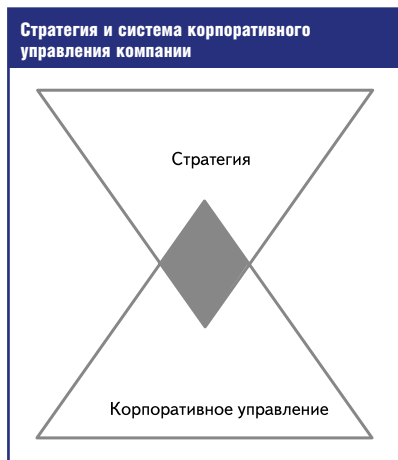 Стратегия и система корпоративного
управления компании
Стратегия
Корпоративное управление